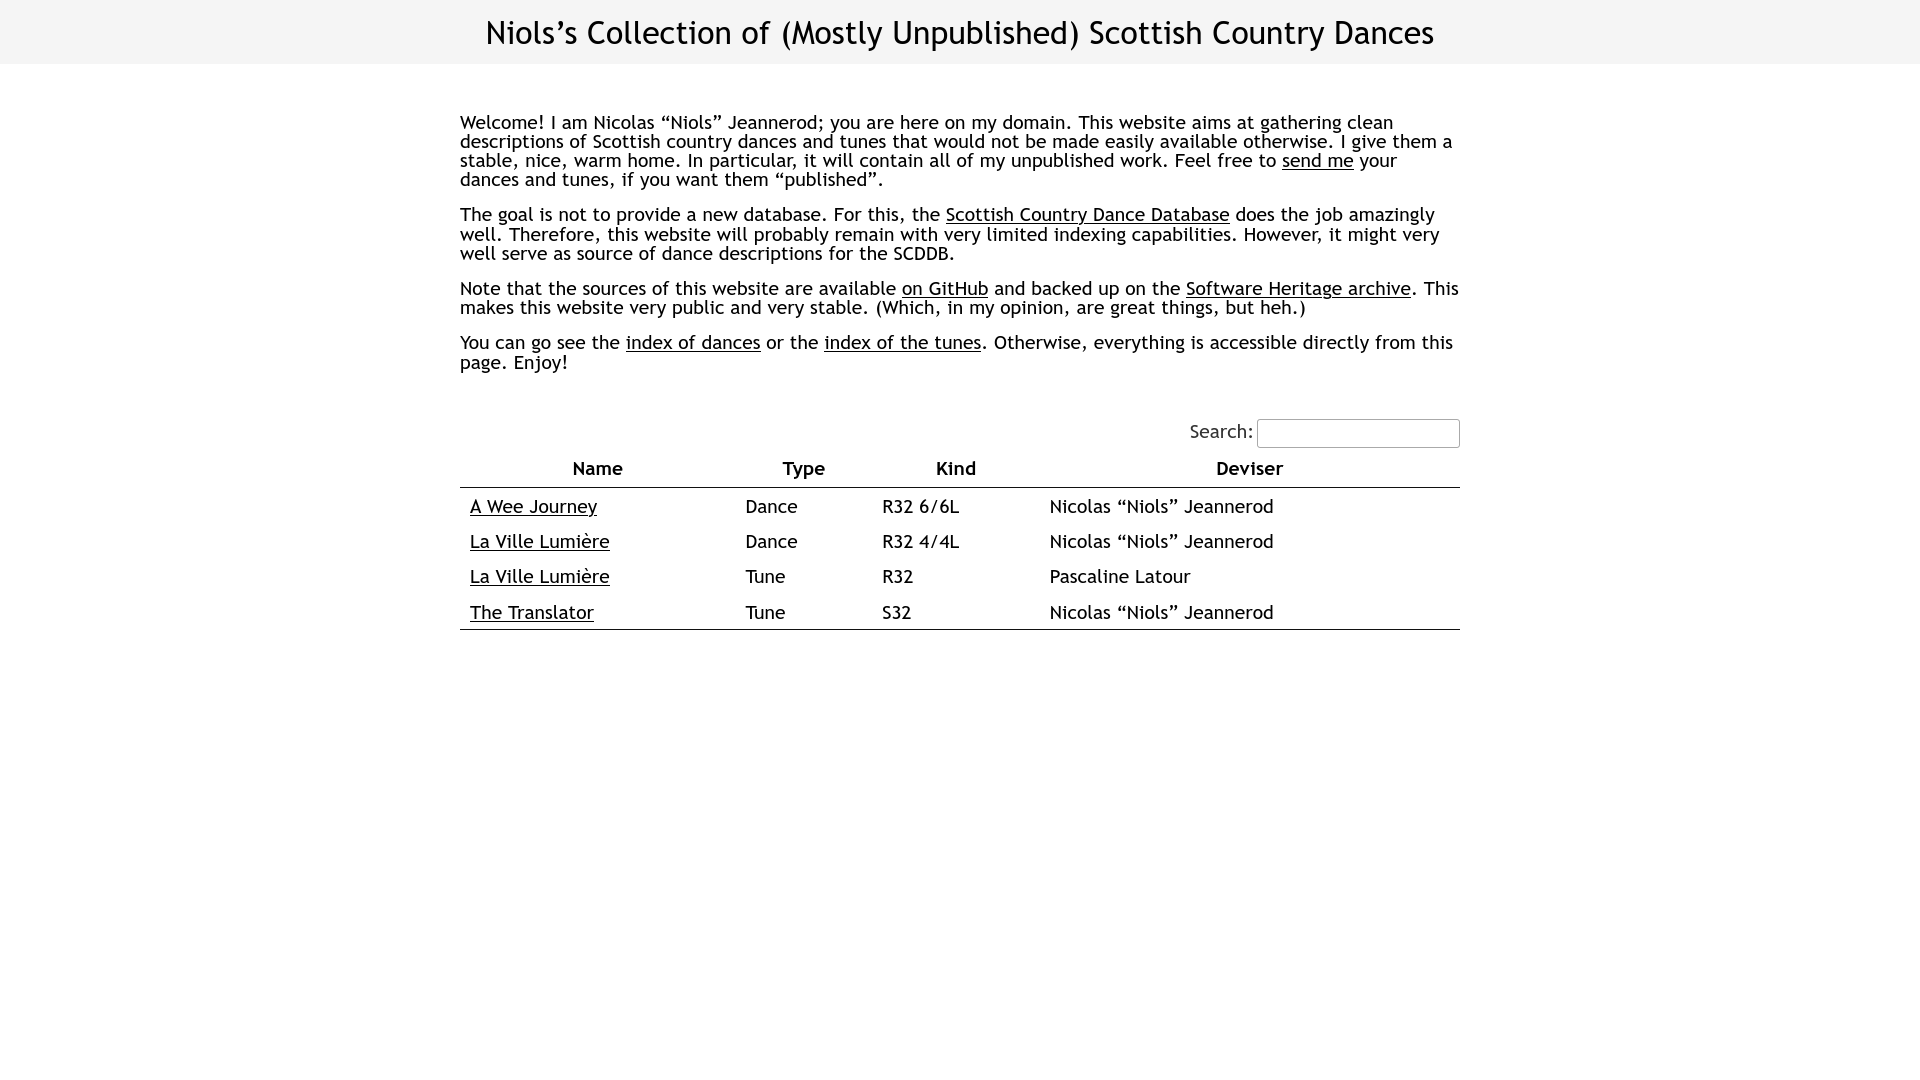 Niols’s Collection of (Mostly Unpublished) Scottish Country Dances
Welcome! I am Nicolas “Niols” Jeannerod; you are here on my domain. This website aims at gathering clean
descriptions of Scottish country dances and tunes that would not be made easily available otherwise. I give them a
stable, nice, warm home. In particular, it will contain all of my unpublished work. Feel free to send me your
dances and tunes, if you want them “published”.
The goal is not to provide a new database. For this, the Scottish Country Dance Database does the job amazingly
well. Therefore, this website will probably remain with very limited indexing capabilities. However, it might very
well serve as source of dance descriptions for the SCDDB.
Note that the sources of this website are available on GitHub and backed up on the Software Heritage archive. This
makes this website very public and very stable. (Which, in my opinion, are great things, but heh.)
You can go see the index of dances or the index of the tunes. Otherwise, everything is accessible directly from this
page. Enjoy!
Search:
Name Type Kind Deviser
A Wee Journey Dance R32 6/6L Nicolas “Niols” Jeannerod
La Ville Lumière Dance R32 4/4L Nicolas “Niols” Jeannerod
La Ville Lumière Tune R32 Pascaline Latour
The Translator Tune S32 Nicolas “Niols” Jeannerod